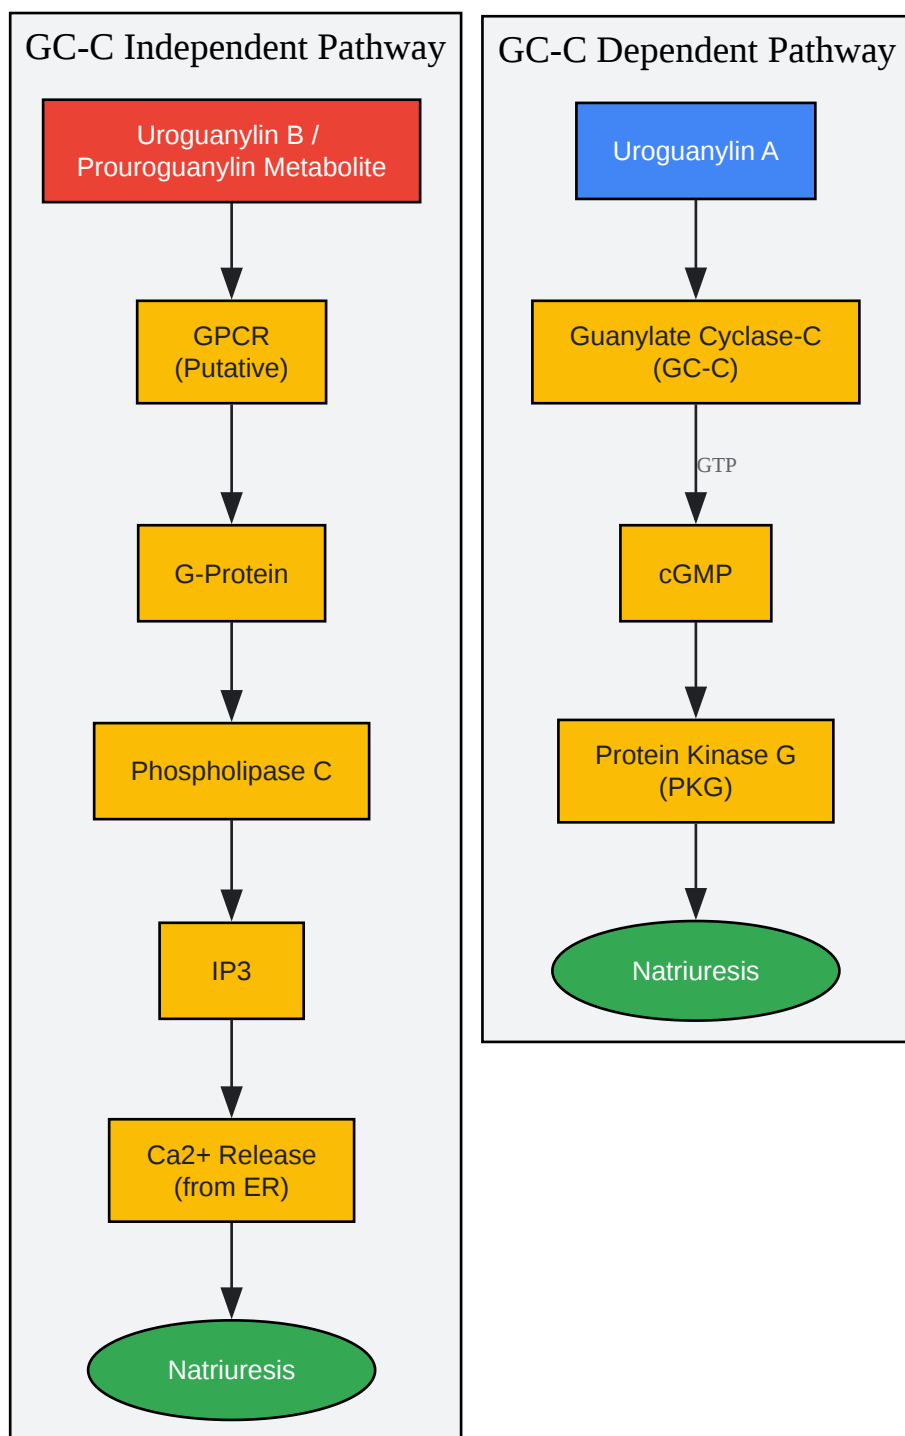 GC-C Independent Pathway
Uroguanylin B /
Prouroguanylin Metabolite
GPCR
(Putative)
G-Protein
Phospholipase C
IP3
Ca2+ Release
(from ER)
Natriuresis
GC-C Dependent Pathway
Uroguanylin A
Guanylate Cyclase-C
(GC-C)
GTP
cGMP
Protein Kinase G
(PKG)
Natriuresis